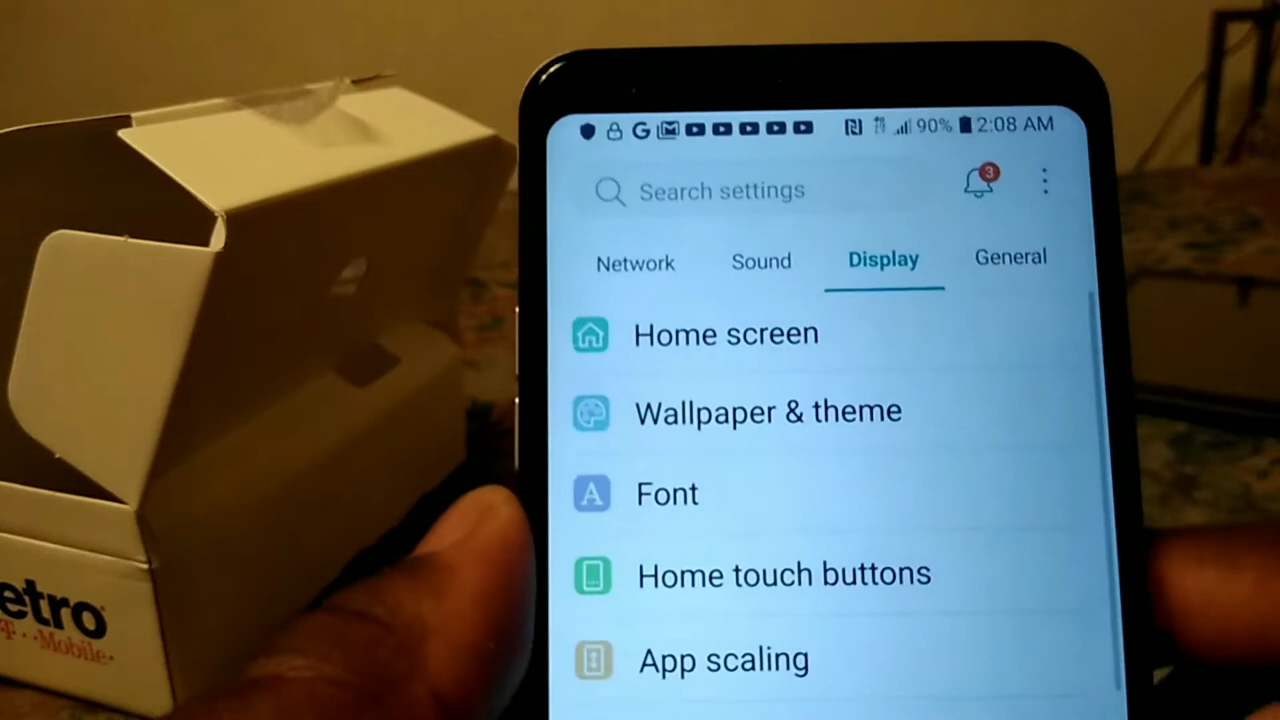 90% 2:08 AM
3
Search settings
Network Sound Display General
Home screen
Wallpaper & theme
A Font
Home touch buttons
App scaling
etro
T··Mobile·